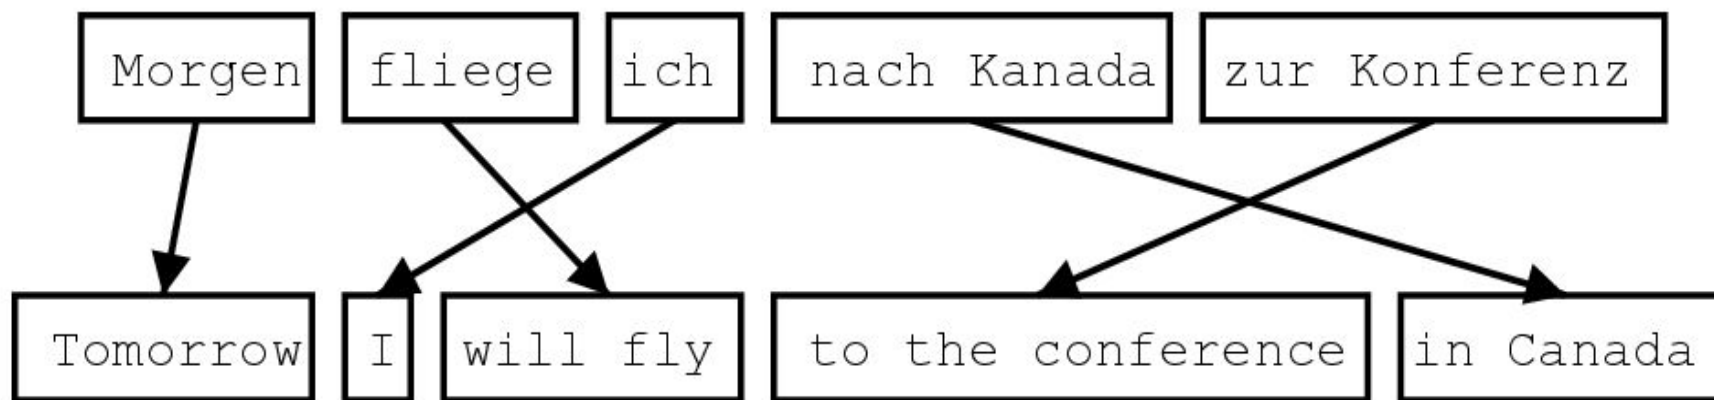 Morgen fliege ich nach Kanada zur Konferenz
Tomorrow I will fly to the conference in Canada